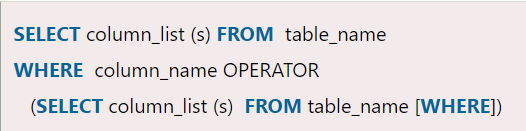 SELECT column_list (s) FROM table_name
WHERE column_name OPERATOR
(SELECT column_list (s) FROM table_name [WHERE])